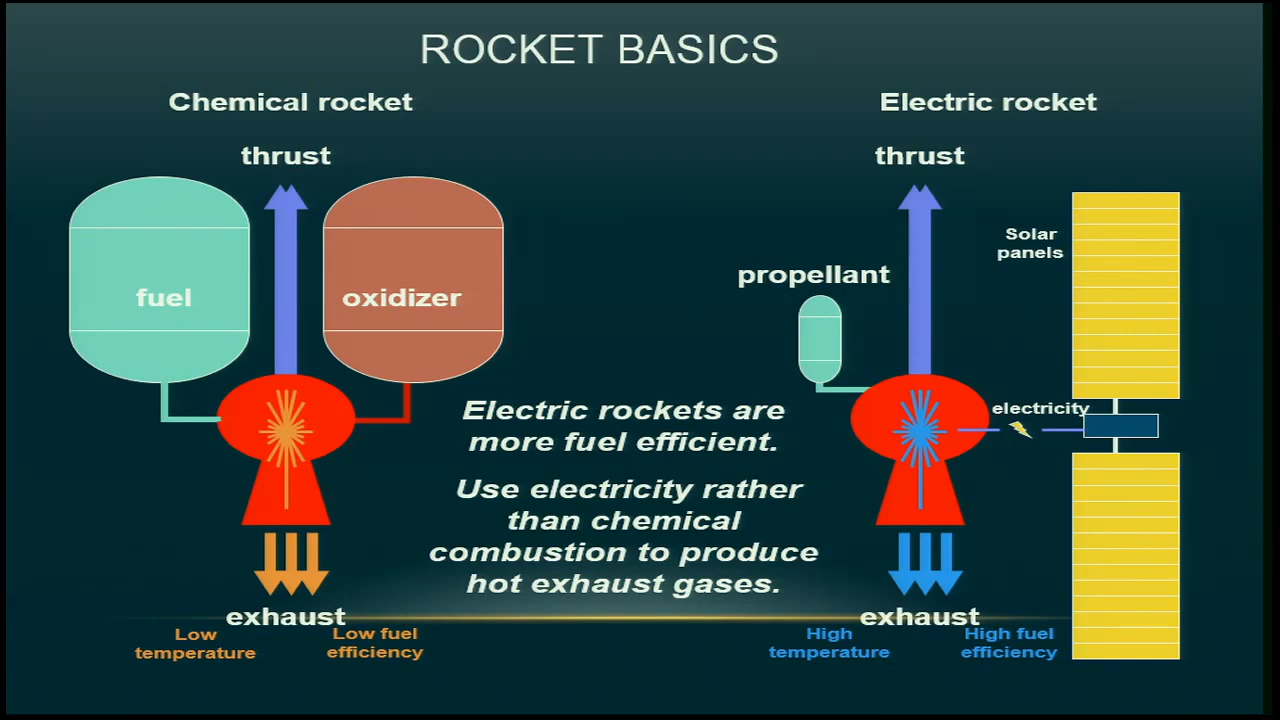 ROCKET BASICS
Chemical rocket
thrust
fuel
oxidizer
exhaust
Low
temperature
Low fuel
efficiency
Electric rockets are
more fuel efficient.
Use electricity rather
than chemical
combustion to produce
hot exhaust gases.
Electric rocket
thrust
propellant
Solar
panels
electricity
exhaust
High
temperature
High fuel
efficiency